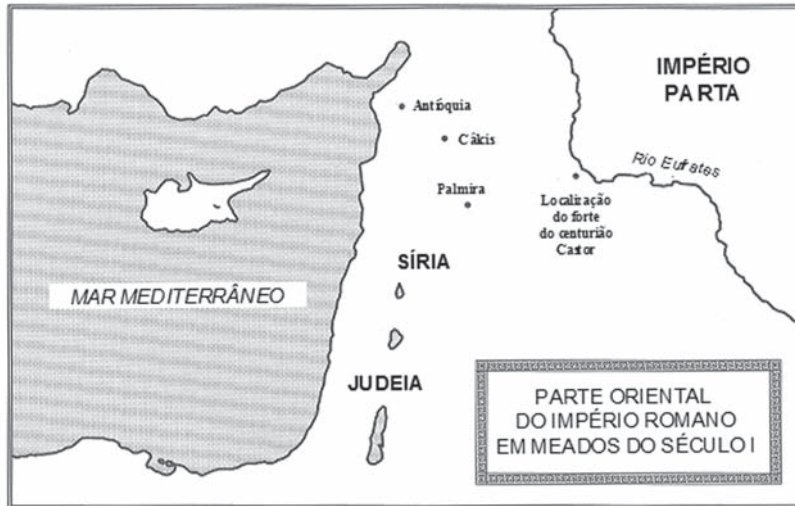 IMPÉRIO
PARTA
Antióquia
Câkis
Rio Eufrates
Palmira
Localização
do forte
do centurião
Castor
SÍRIA
MAR MEDITERRÂNEO
JUDEIA
PARTE ORIENTAL
DO IMPÉRIO ROMANO
EM MEADOS DO SÉCULO I